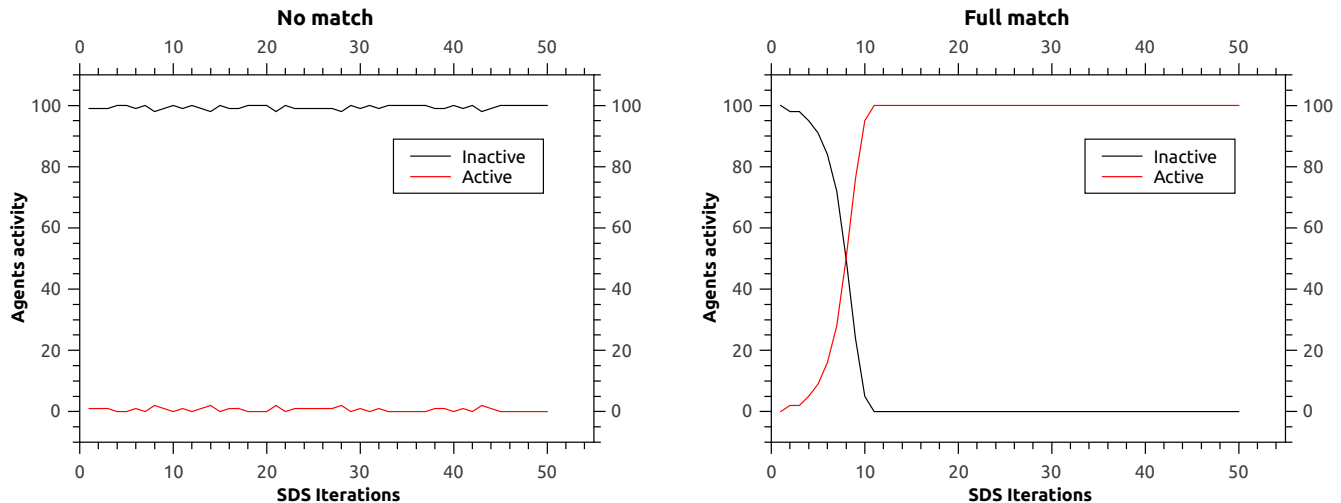 No match
0 10 20 30 40 50
100 100
80 80
60 60
40 40
20 20
0 0
Agents activity
Inactive
Active
0 10 20 30 40 50
SDS Iterations
Full match
0 10 20 30 40 50
100 100
80 80
60 60
40 40
20 20
0 0
Agents activity
Inactive
Active
0 10 20 30 40 50
SDS Iterations